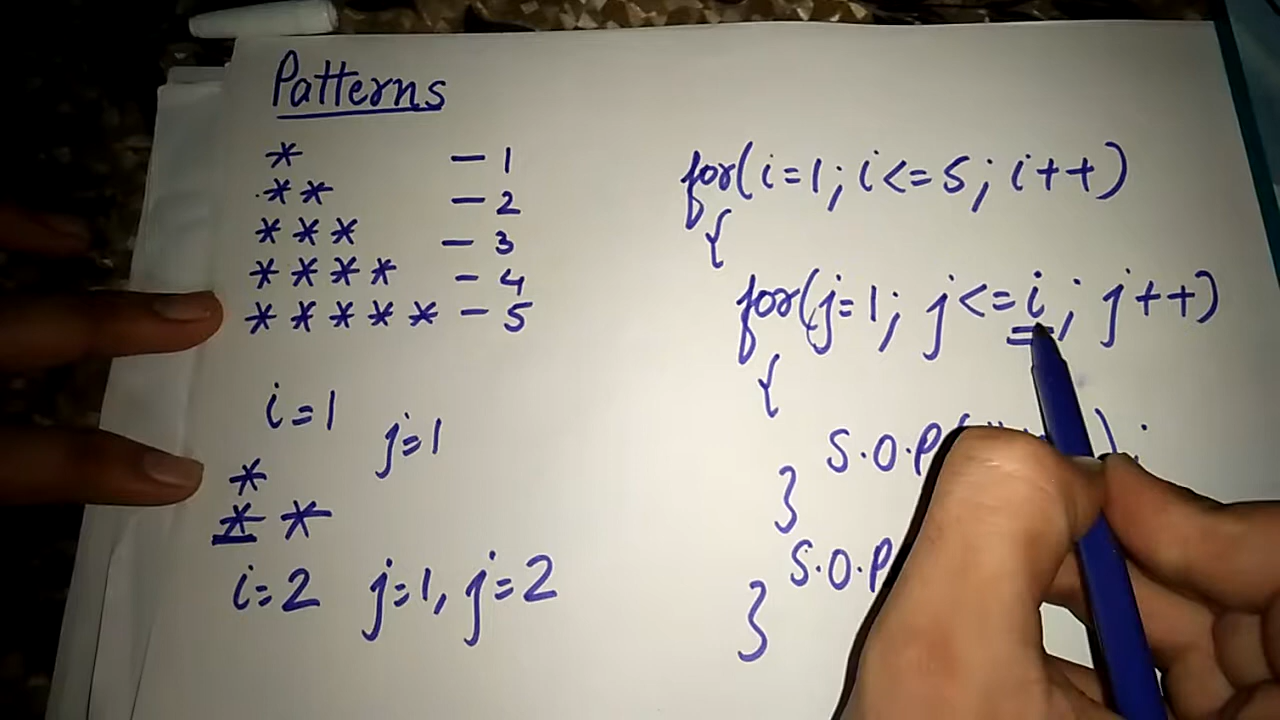 Patterns
* - 1
** - 2
*** - 3
**** - 4
***** - 5
i=1 j=1
*
* *
i=2 j=1, j=2
for(i=1; i<=5; i++)
{
for(j=1; j<=i; j++)
{
S.O.P( );
}
S.O.P
}